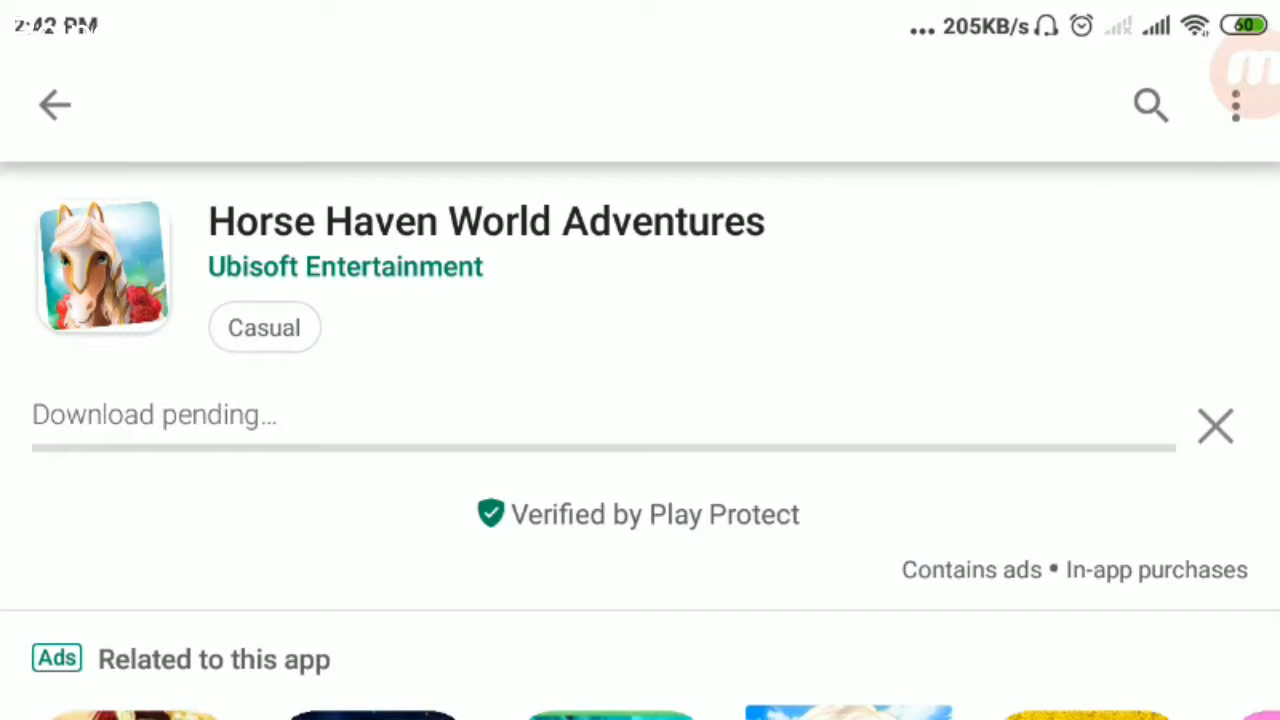 2:42 PM
... 205KB/s 60
Horse Haven World Adventures
Ubisoft Entertainment
Casual
Download pending...
Verified by Play Protect
Contains ads • In-app purchases
Ads Related to this app